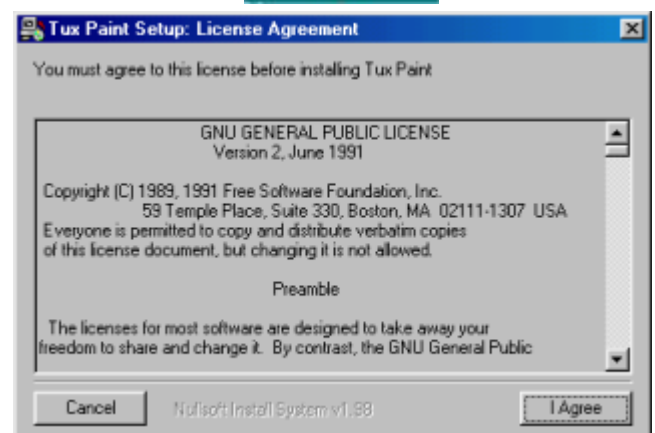 Tux Paint Setup: License Agreement
You must agree to this license before installing Tux Paint
GNU GENERAL PUBLIC LICENSE
Version 2, June 1991
Copyright (C) 1989, 1991 Free Software Foundation, Inc.
59 Temple Place, Suite 330, Boston, MA 02111-1307 USA
Everyone is permitted to copy and distribute verbatim copies
of this license document, but changing it is not allowed.
Preamble
The licenses for most software are designed to take away your
freedom to share and change it. By contrast, the GNU General Public
Cancel
Nullsoft Install System v1.98
I Agree